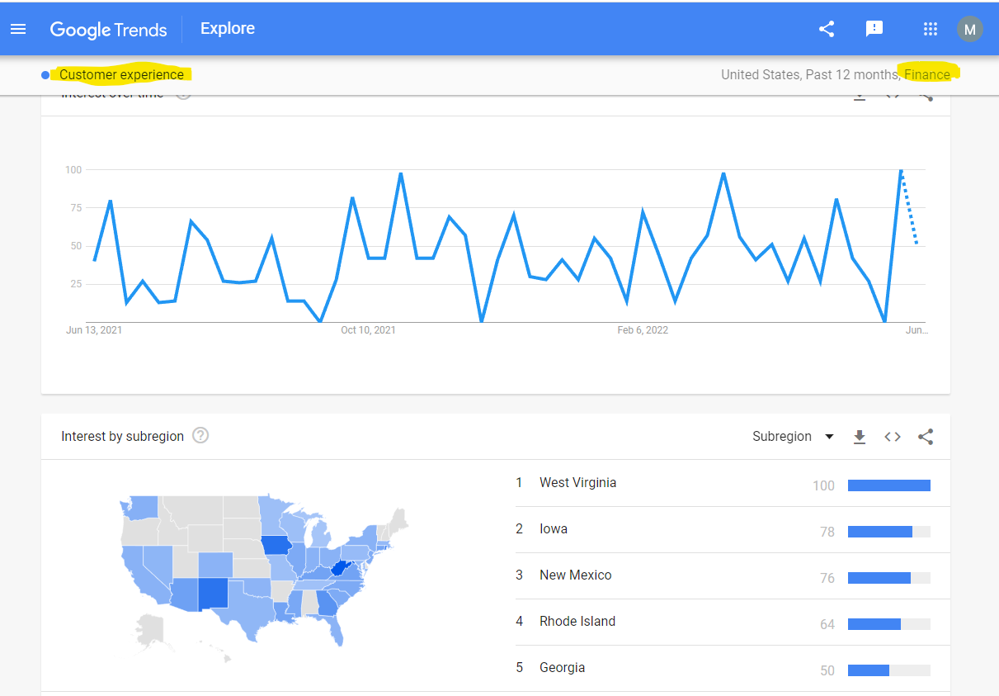 Google Trends Explore M
Customer experience United States, Past 12 months, Finance
Interest over time
100
75
50
25
Jun 13, 2021 Oct 10, 2021 Feb 6, 2022 Jun…
Interest by subregion ? Subregion
1 West Virginia 100
2 Iowa 78
3 New Mexico 76
4 Rhode Island 64
5 Georgia 50